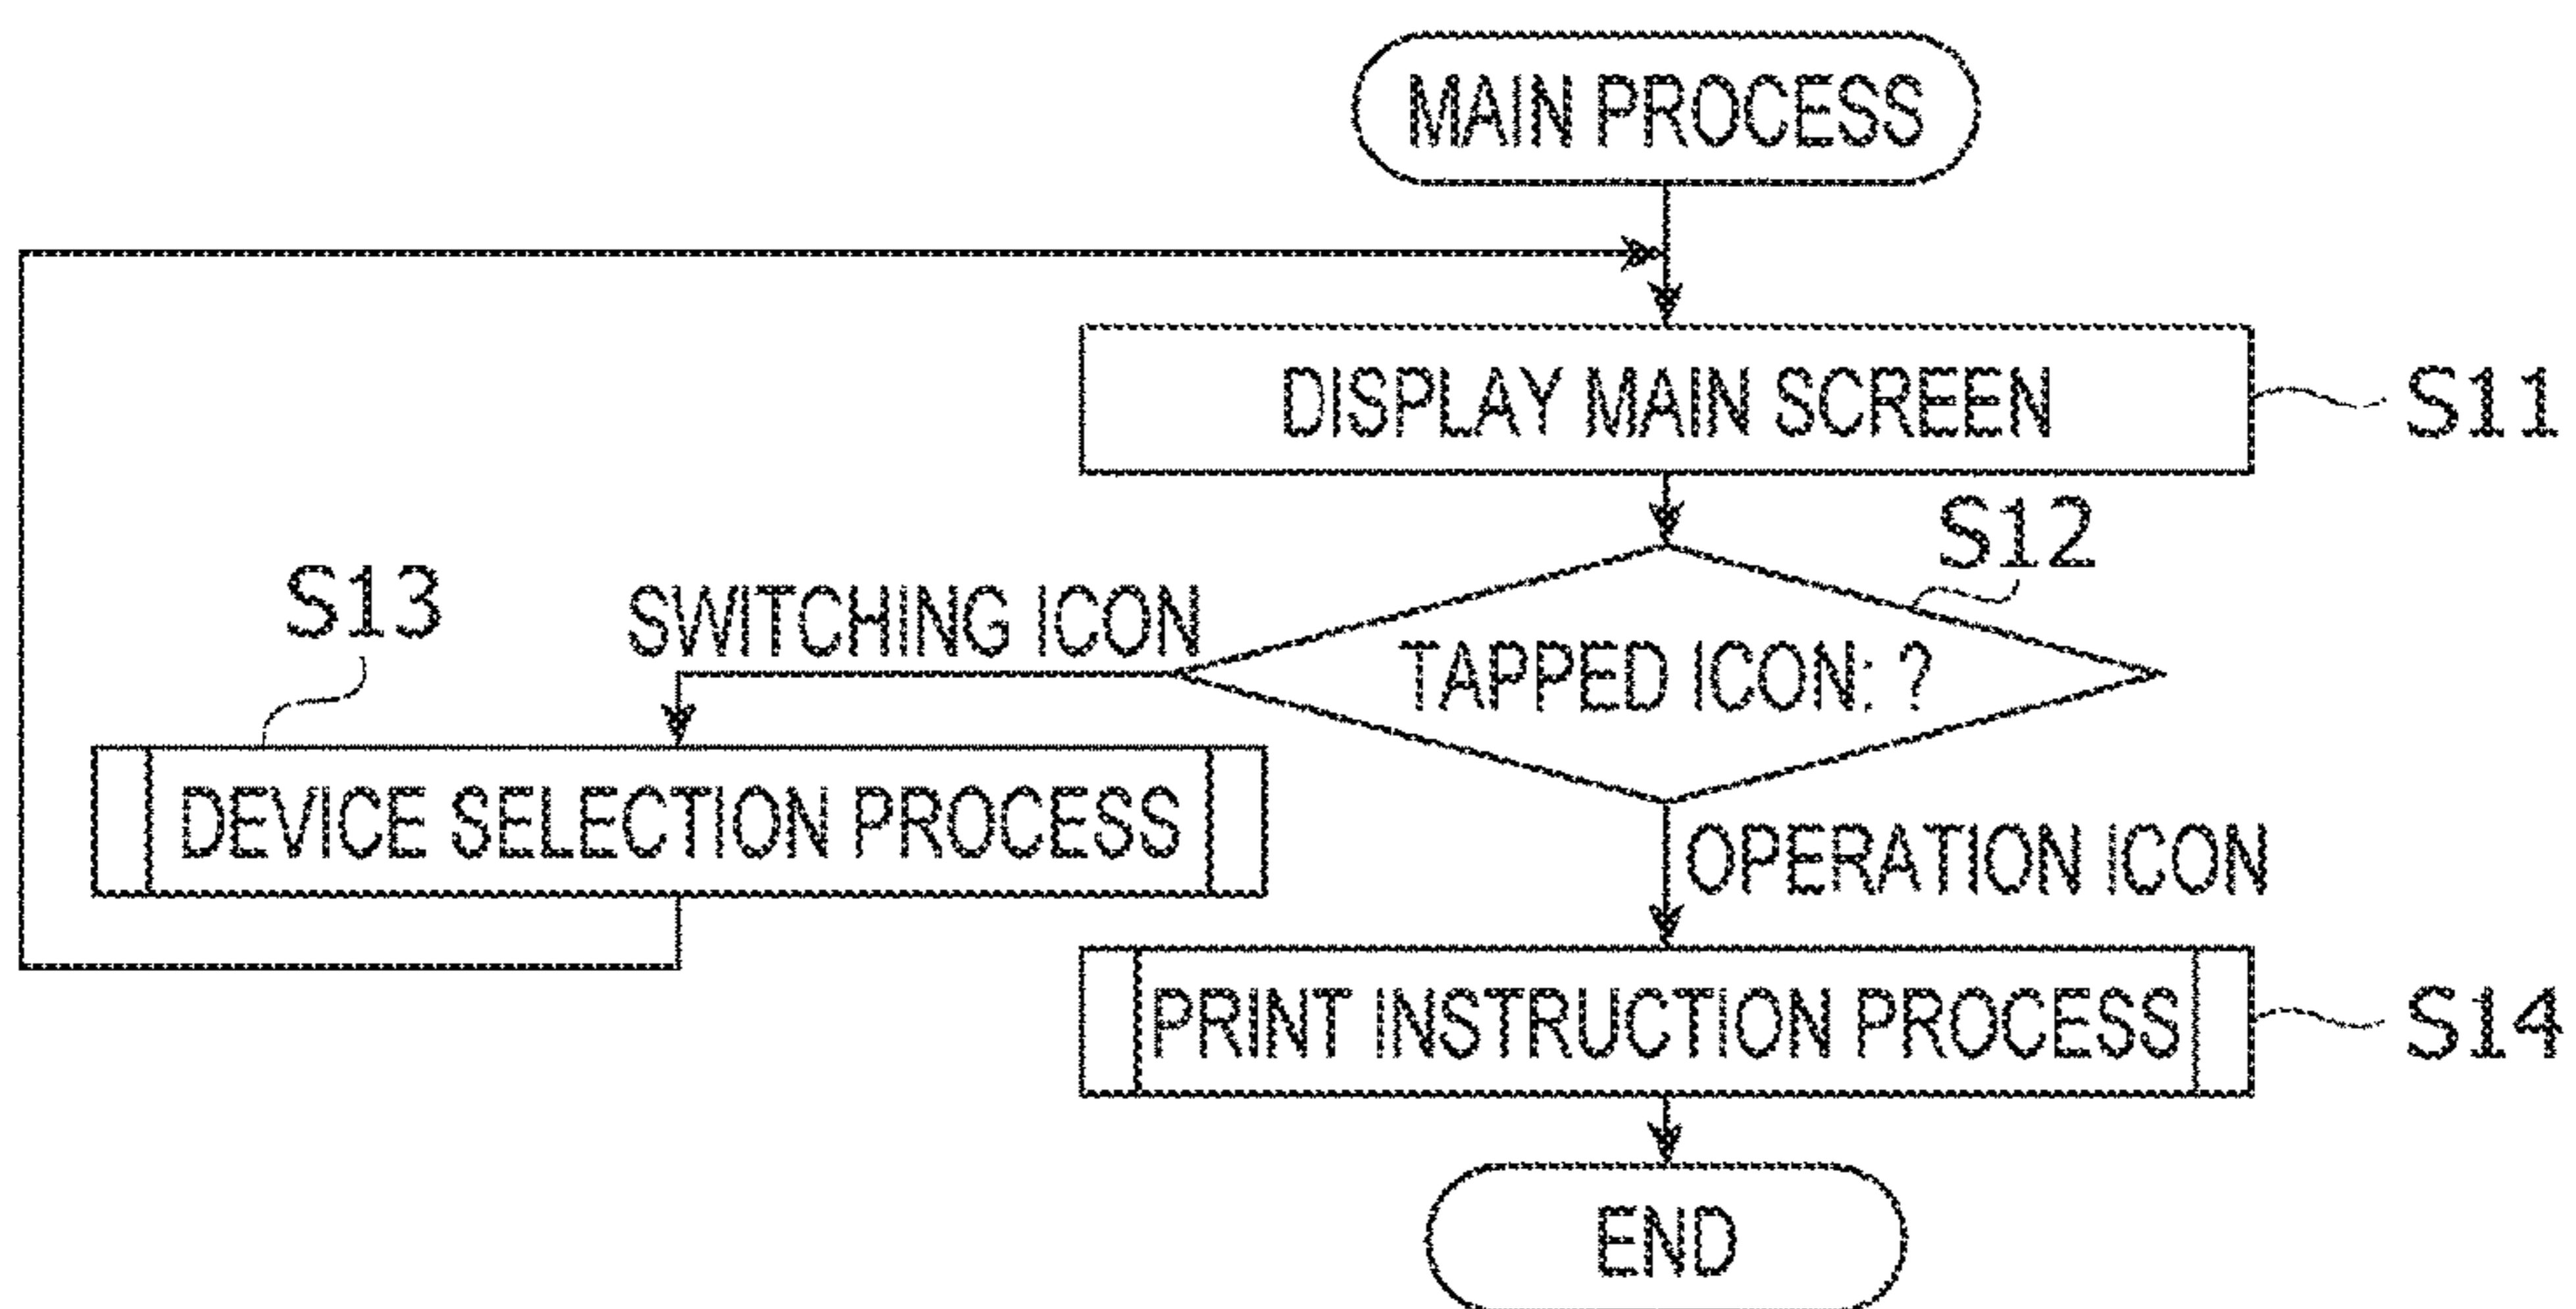 MAIN PROCESS
DISPLAY MAIN SCREEN
S11
S12
TAPPED ICON: ?
SWITCHING ICON
S13
DEVICE SELECTION PROCESS
OPERATION ICON
PRINT INSTRUCTION PROCESS
S14
END